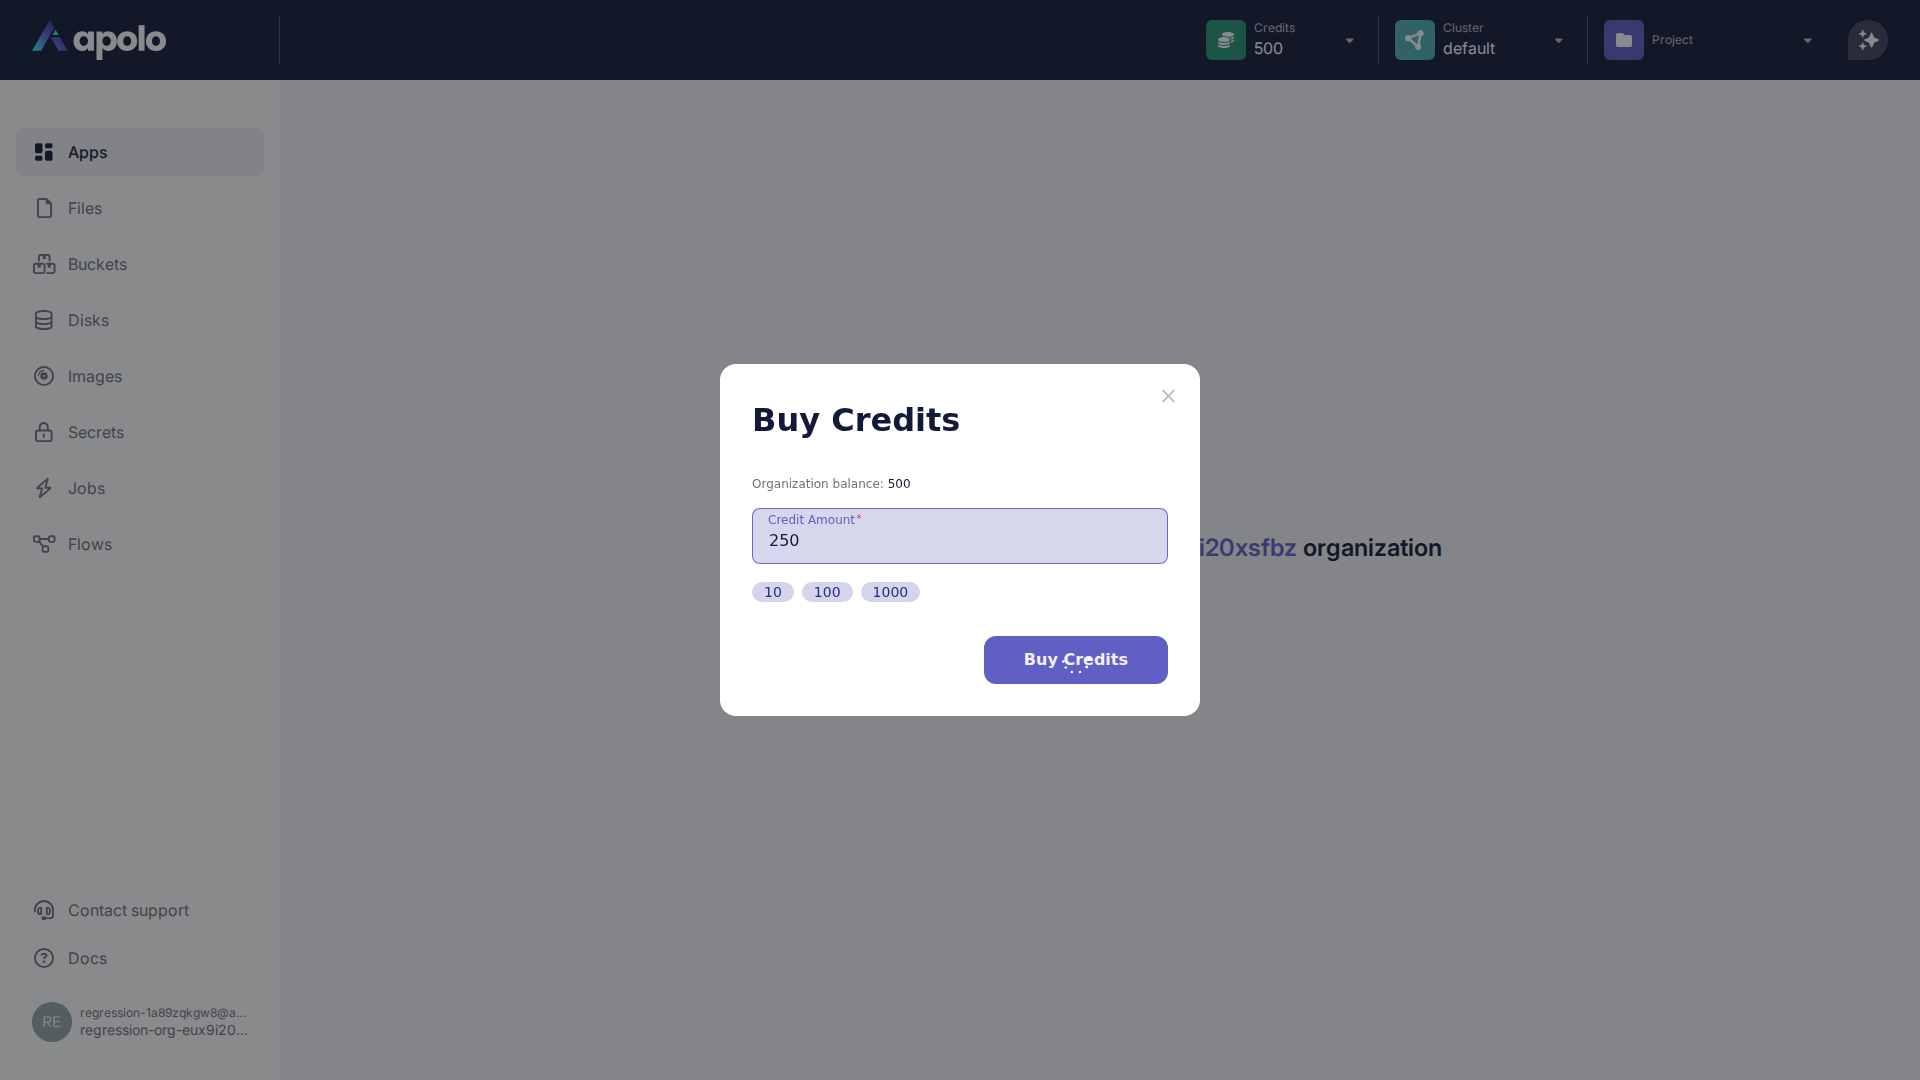 apolo
Credits
500
Cluster
default
Project
Apps
Files
Buckets
Disks
Images
Secrets
Jobs
Flows
i20xsfbz organization
Buy Credits
Organization balance: 500
Credit Amount*
250
10 100 1000
Buy Credits
Contact support
Docs
RE
regression-1a89zqkgw8@a...
regression-org-eux9i20...